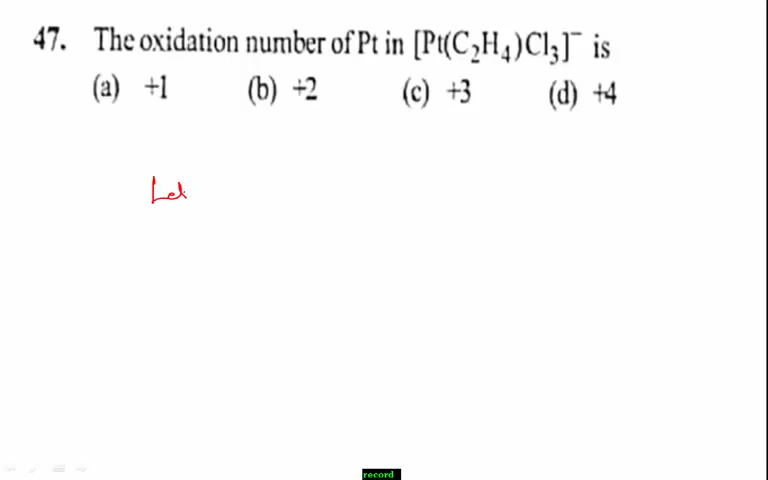 47. The oxidation number of Pt in [Pt(C₂H₄)Cl₃]⁻ is
(a) +1 (b) +2 (c) +3 (d) +4
Let
record